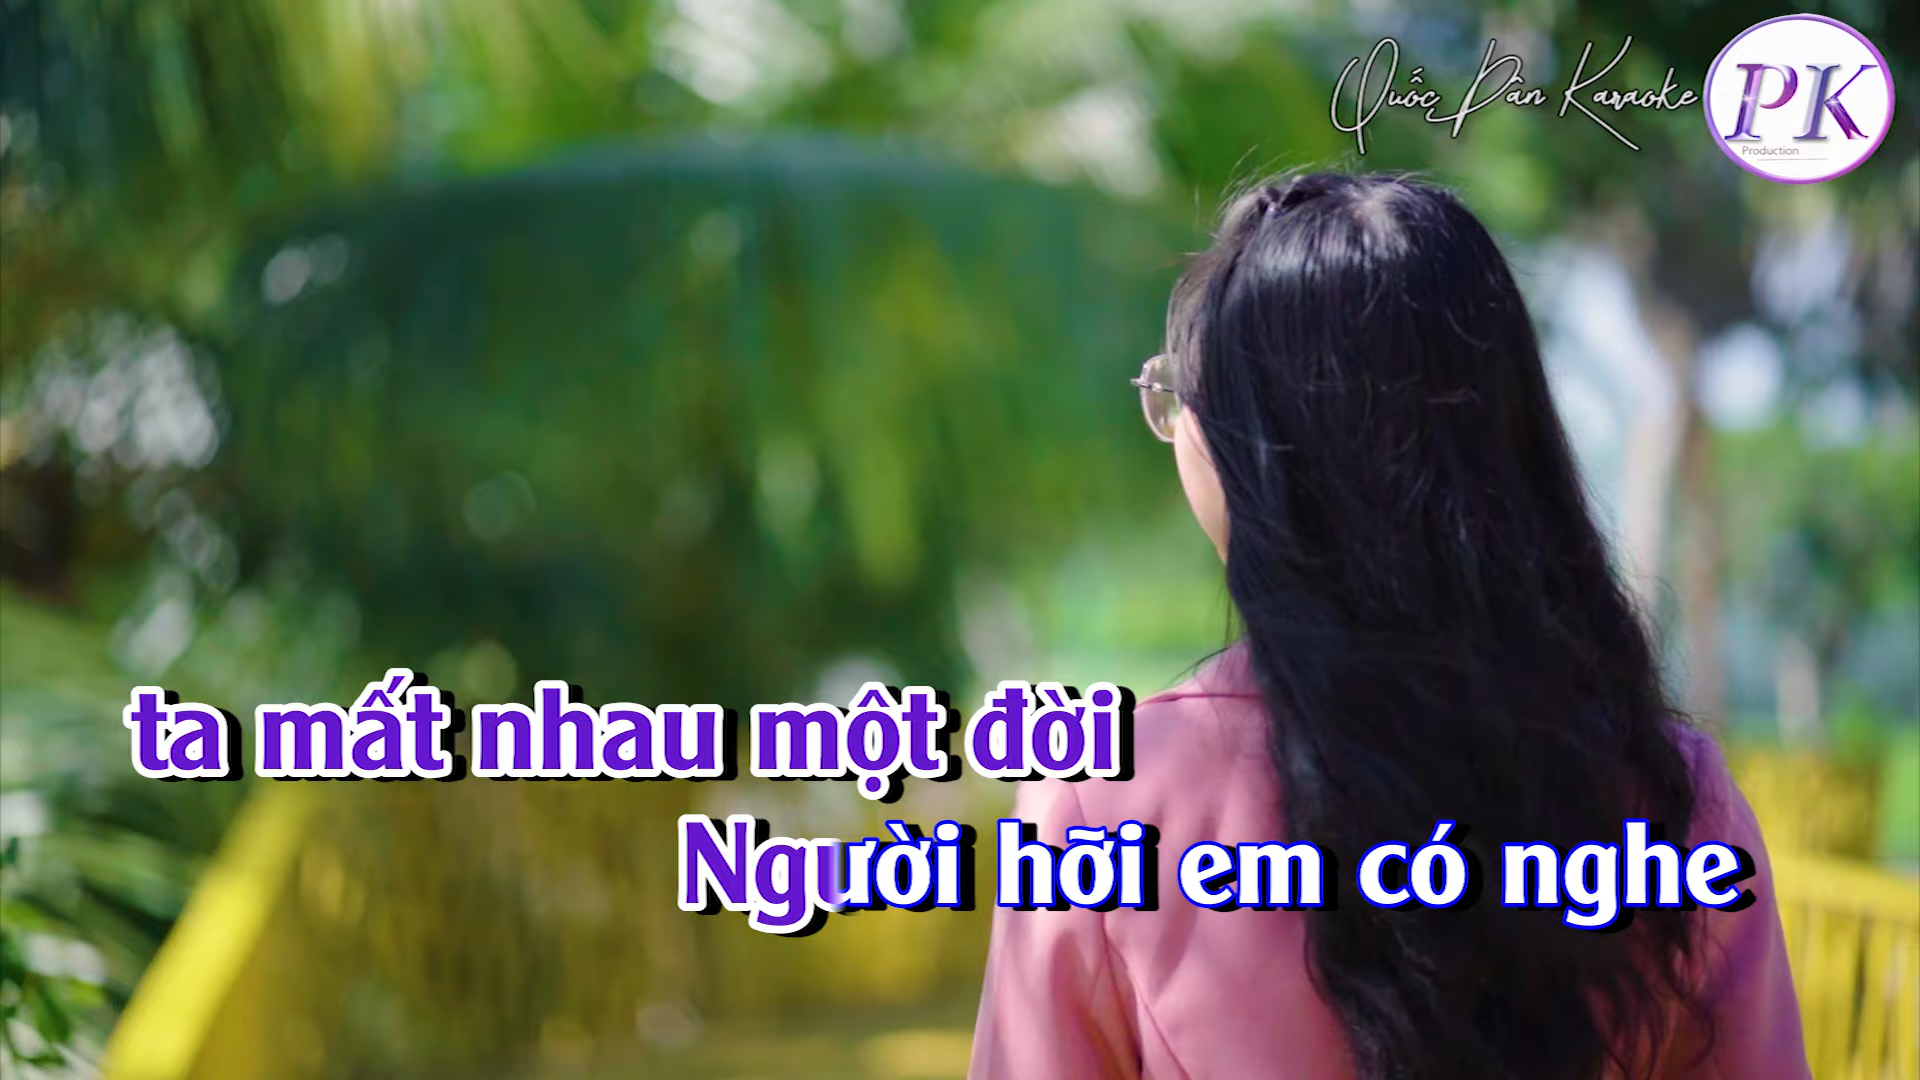 Quốc Dân Karaoke
PK
Production
ta mất nhau một đời
Người hỡi em có nghe